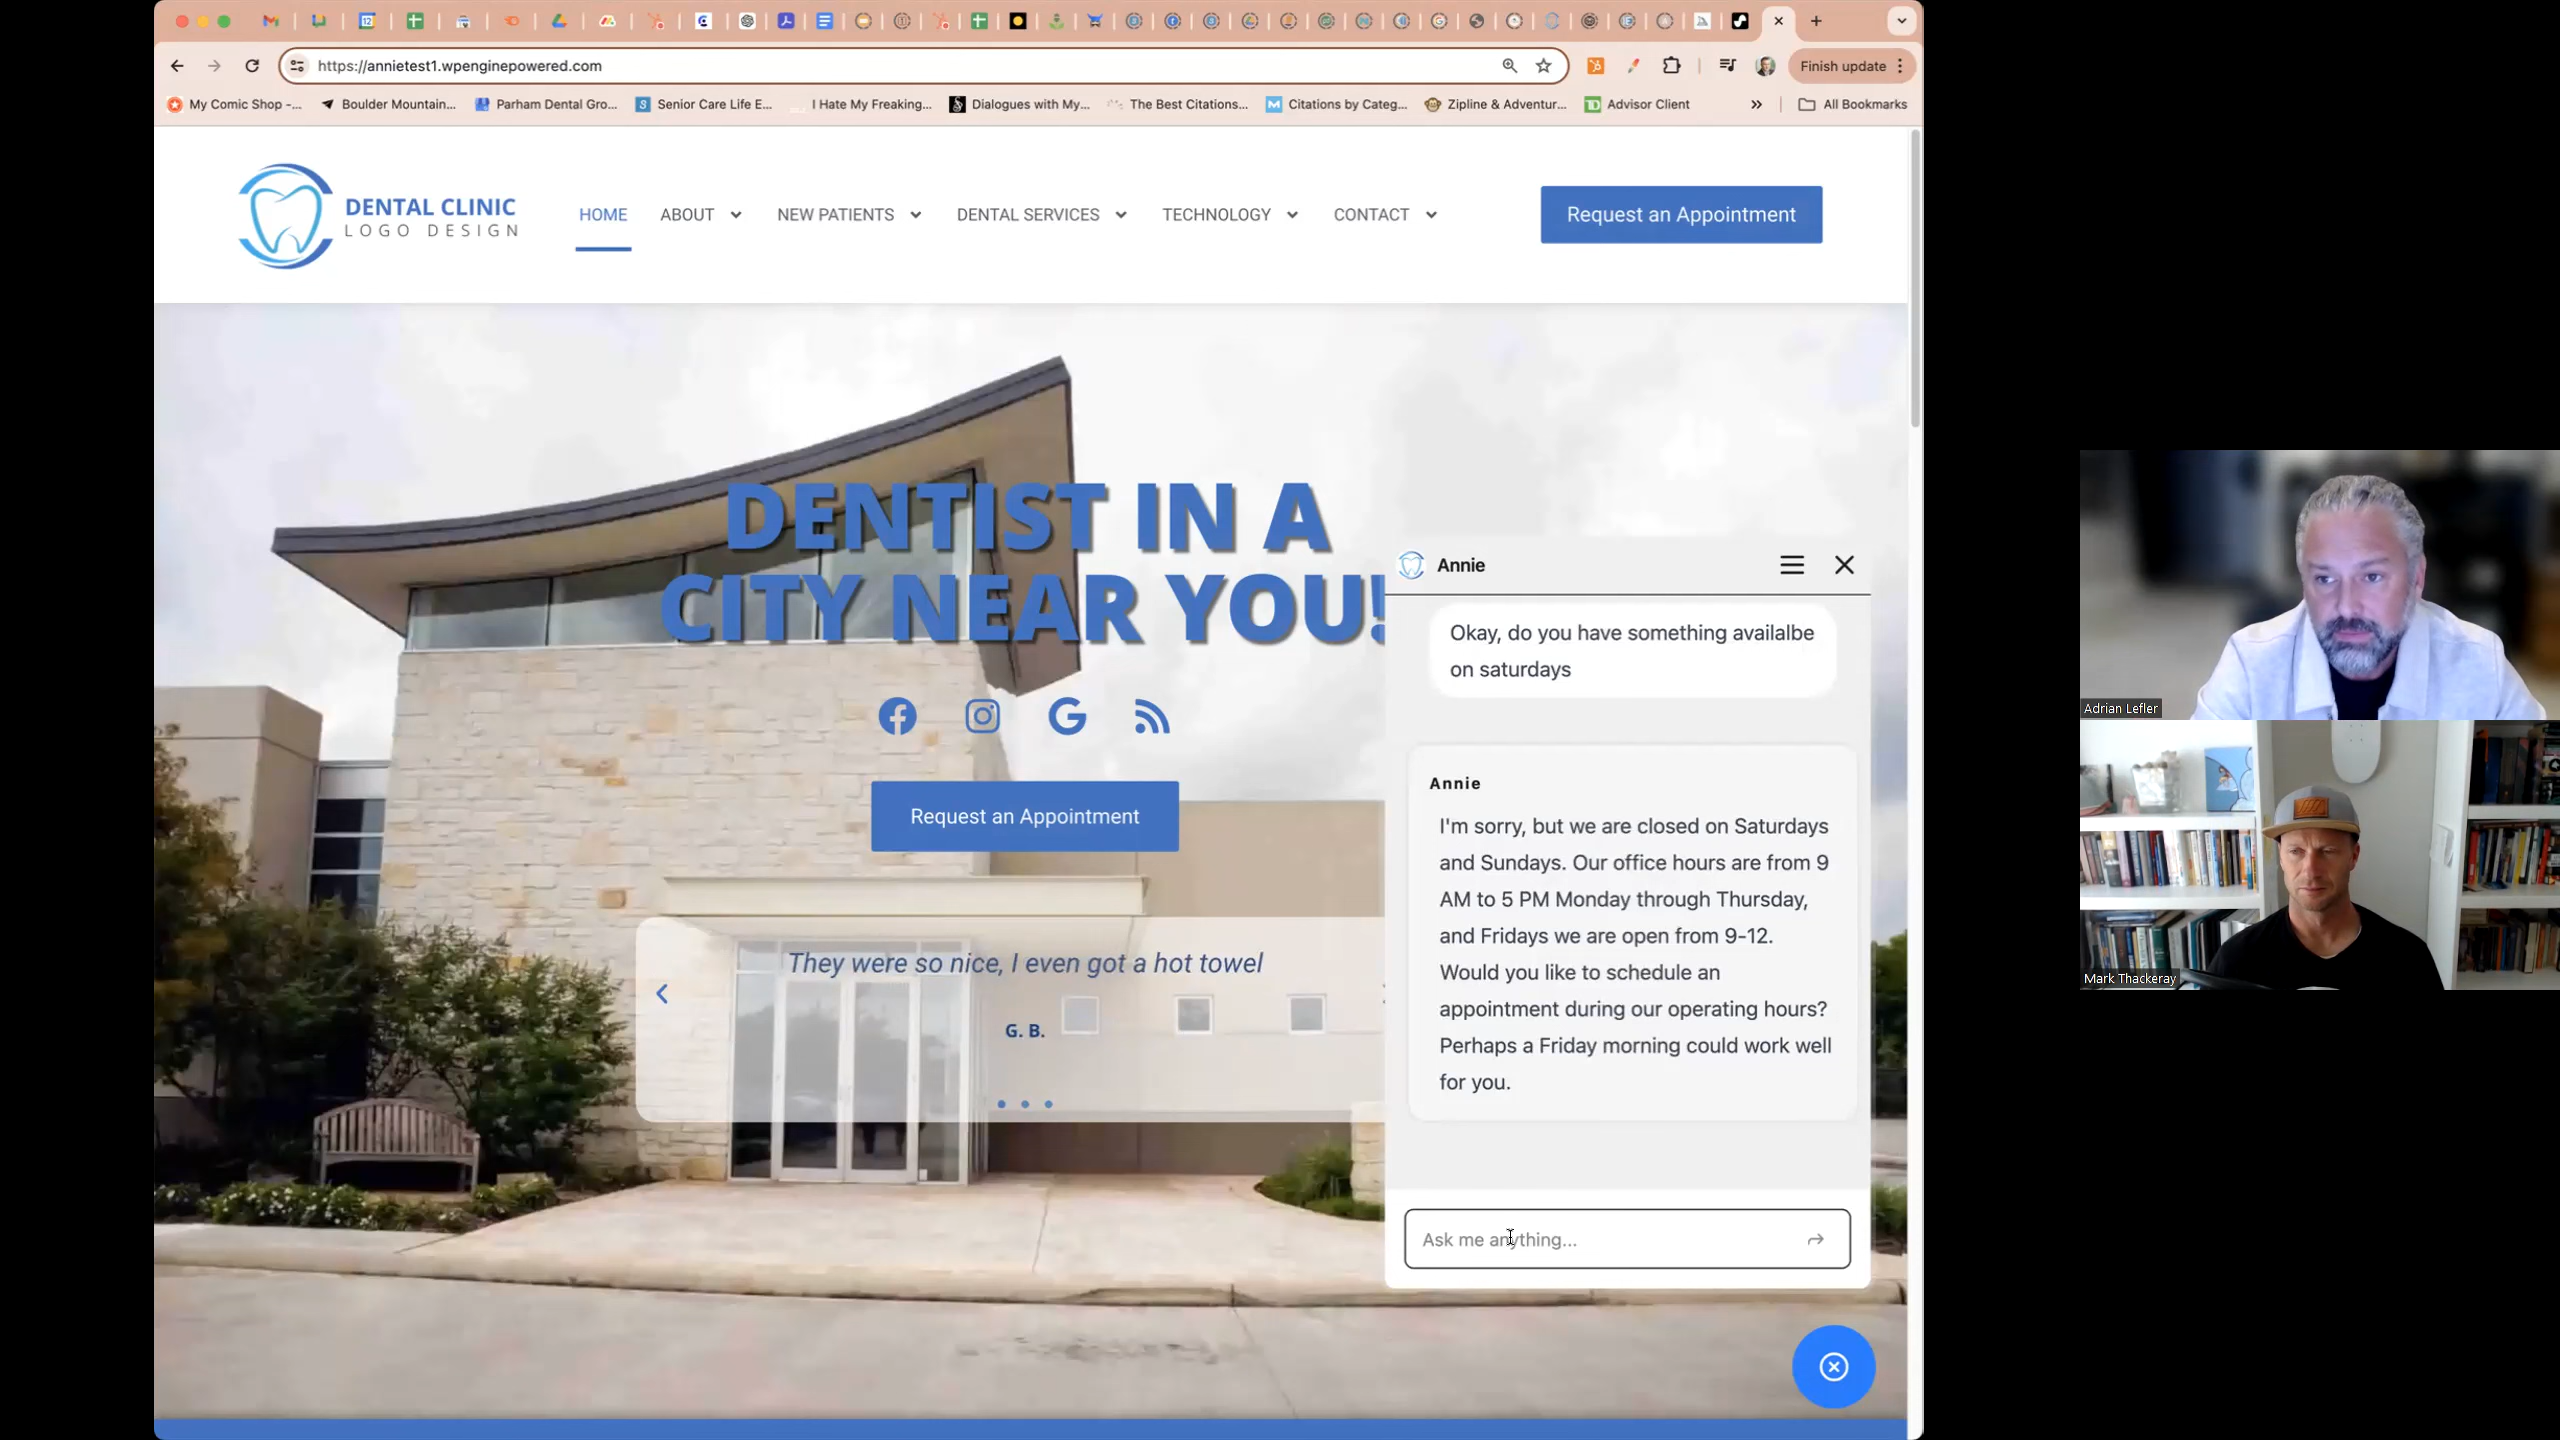 https://annietest1.wpenginepowered.com
Finish update
My Comic Shop -...
Boulder Mountain...
Parham Dental Gro...
Senior Care Life E...
I Hate My Freaking...
Dialogues with My...
The Best Citations...
Citations by Categ...
Zipline & Adventur...
Advisor Client
All Bookmarks
DENTAL CLINIC
LOGO DESIGN
HOME
ABOUT
NEW PATIENTS
DENTAL SERVICES
TECHNOLOGY
CONTACT
Request an Appointment
DENTIST IN A
CITY NEAR YOU!
Request an Appointment
They were so nice, I even got a hot towel
G. B.
Annie
Okay, do you have something availalbe
on saturdays
Annie
I'm sorry, but we are closed on Saturdays
and Sundays. Our office hours are from 9
AM to 5 PM Monday through Thursday,
and Fridays we are open from 9-12.
Would you like to schedule an
appointment during our operating hours?
Perhaps a Friday morning could work well
for you.
Ask me anything...
Adrian Lefler
Mark Thackeray